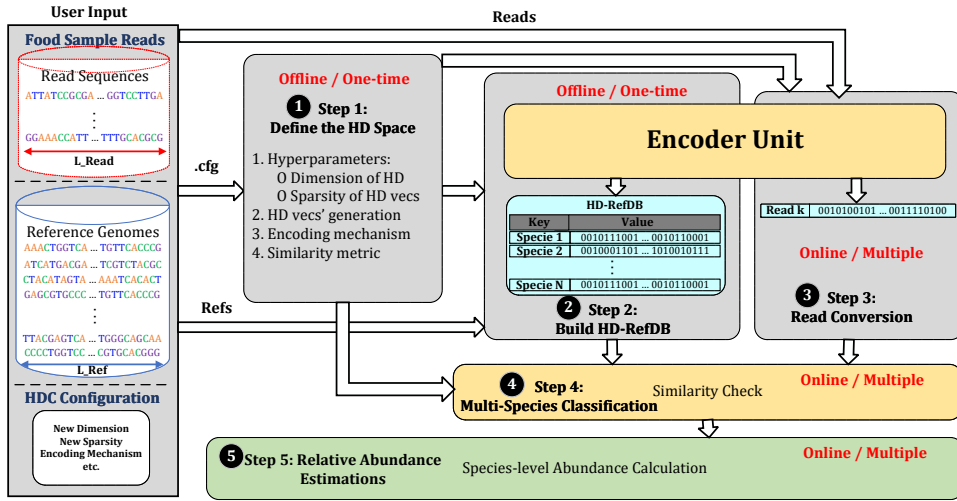 User Input
Food Sample Reads
Read Sequences
ATTATCCGCGA ... GGTCCTTGA
⋮
GGAAACCATT ... TTTGCACGCG
L_Read
Reference Genomes
AAACTGGTCA ... TGTTCACCCG
ATCATGACGA ... TCGTCTACGC
CTACATAGTA ... AAATCACACT
GAGCGTGCCC ... TGTTCACCCG
⋮
TTACGAGTCA ... TGGGCAGCAA
CCCCTGGTCC ... CGTGCACGGG
L_Ref
HDC Configuration
New Dimension
New Sparsity
Encoding Mechanism
etc.
Reads
.cfg
Refs
Offline / One-time
1 Step 1:
Define the HD Space
1. Hyperparameters:
O Dimension of HD
O Sparsity of HD vecs
2. HD vecs' generation
3. Encoding mechanism
4. Similarity metric
Offline / One-time
Encoder Unit
HD-RefDB
Key Value
Specie 1 0010111001 ... 0010110001
Specie 2 0010001101 ... 1010010111
⋮
Specie N 0010111001 ... 0010110001
2 Step 2:
Build HD-RefDB
Read k 0010100101 ... 0011110100
Online / Multiple
3 Step 3:
Read Conversion
4 Step 4:
Multi-Species Classification
Similarity Check
Online / Multiple
5 Step 5: Relative Abundance
Estimations
Species-level Abundance Calculation
Online / Multiple